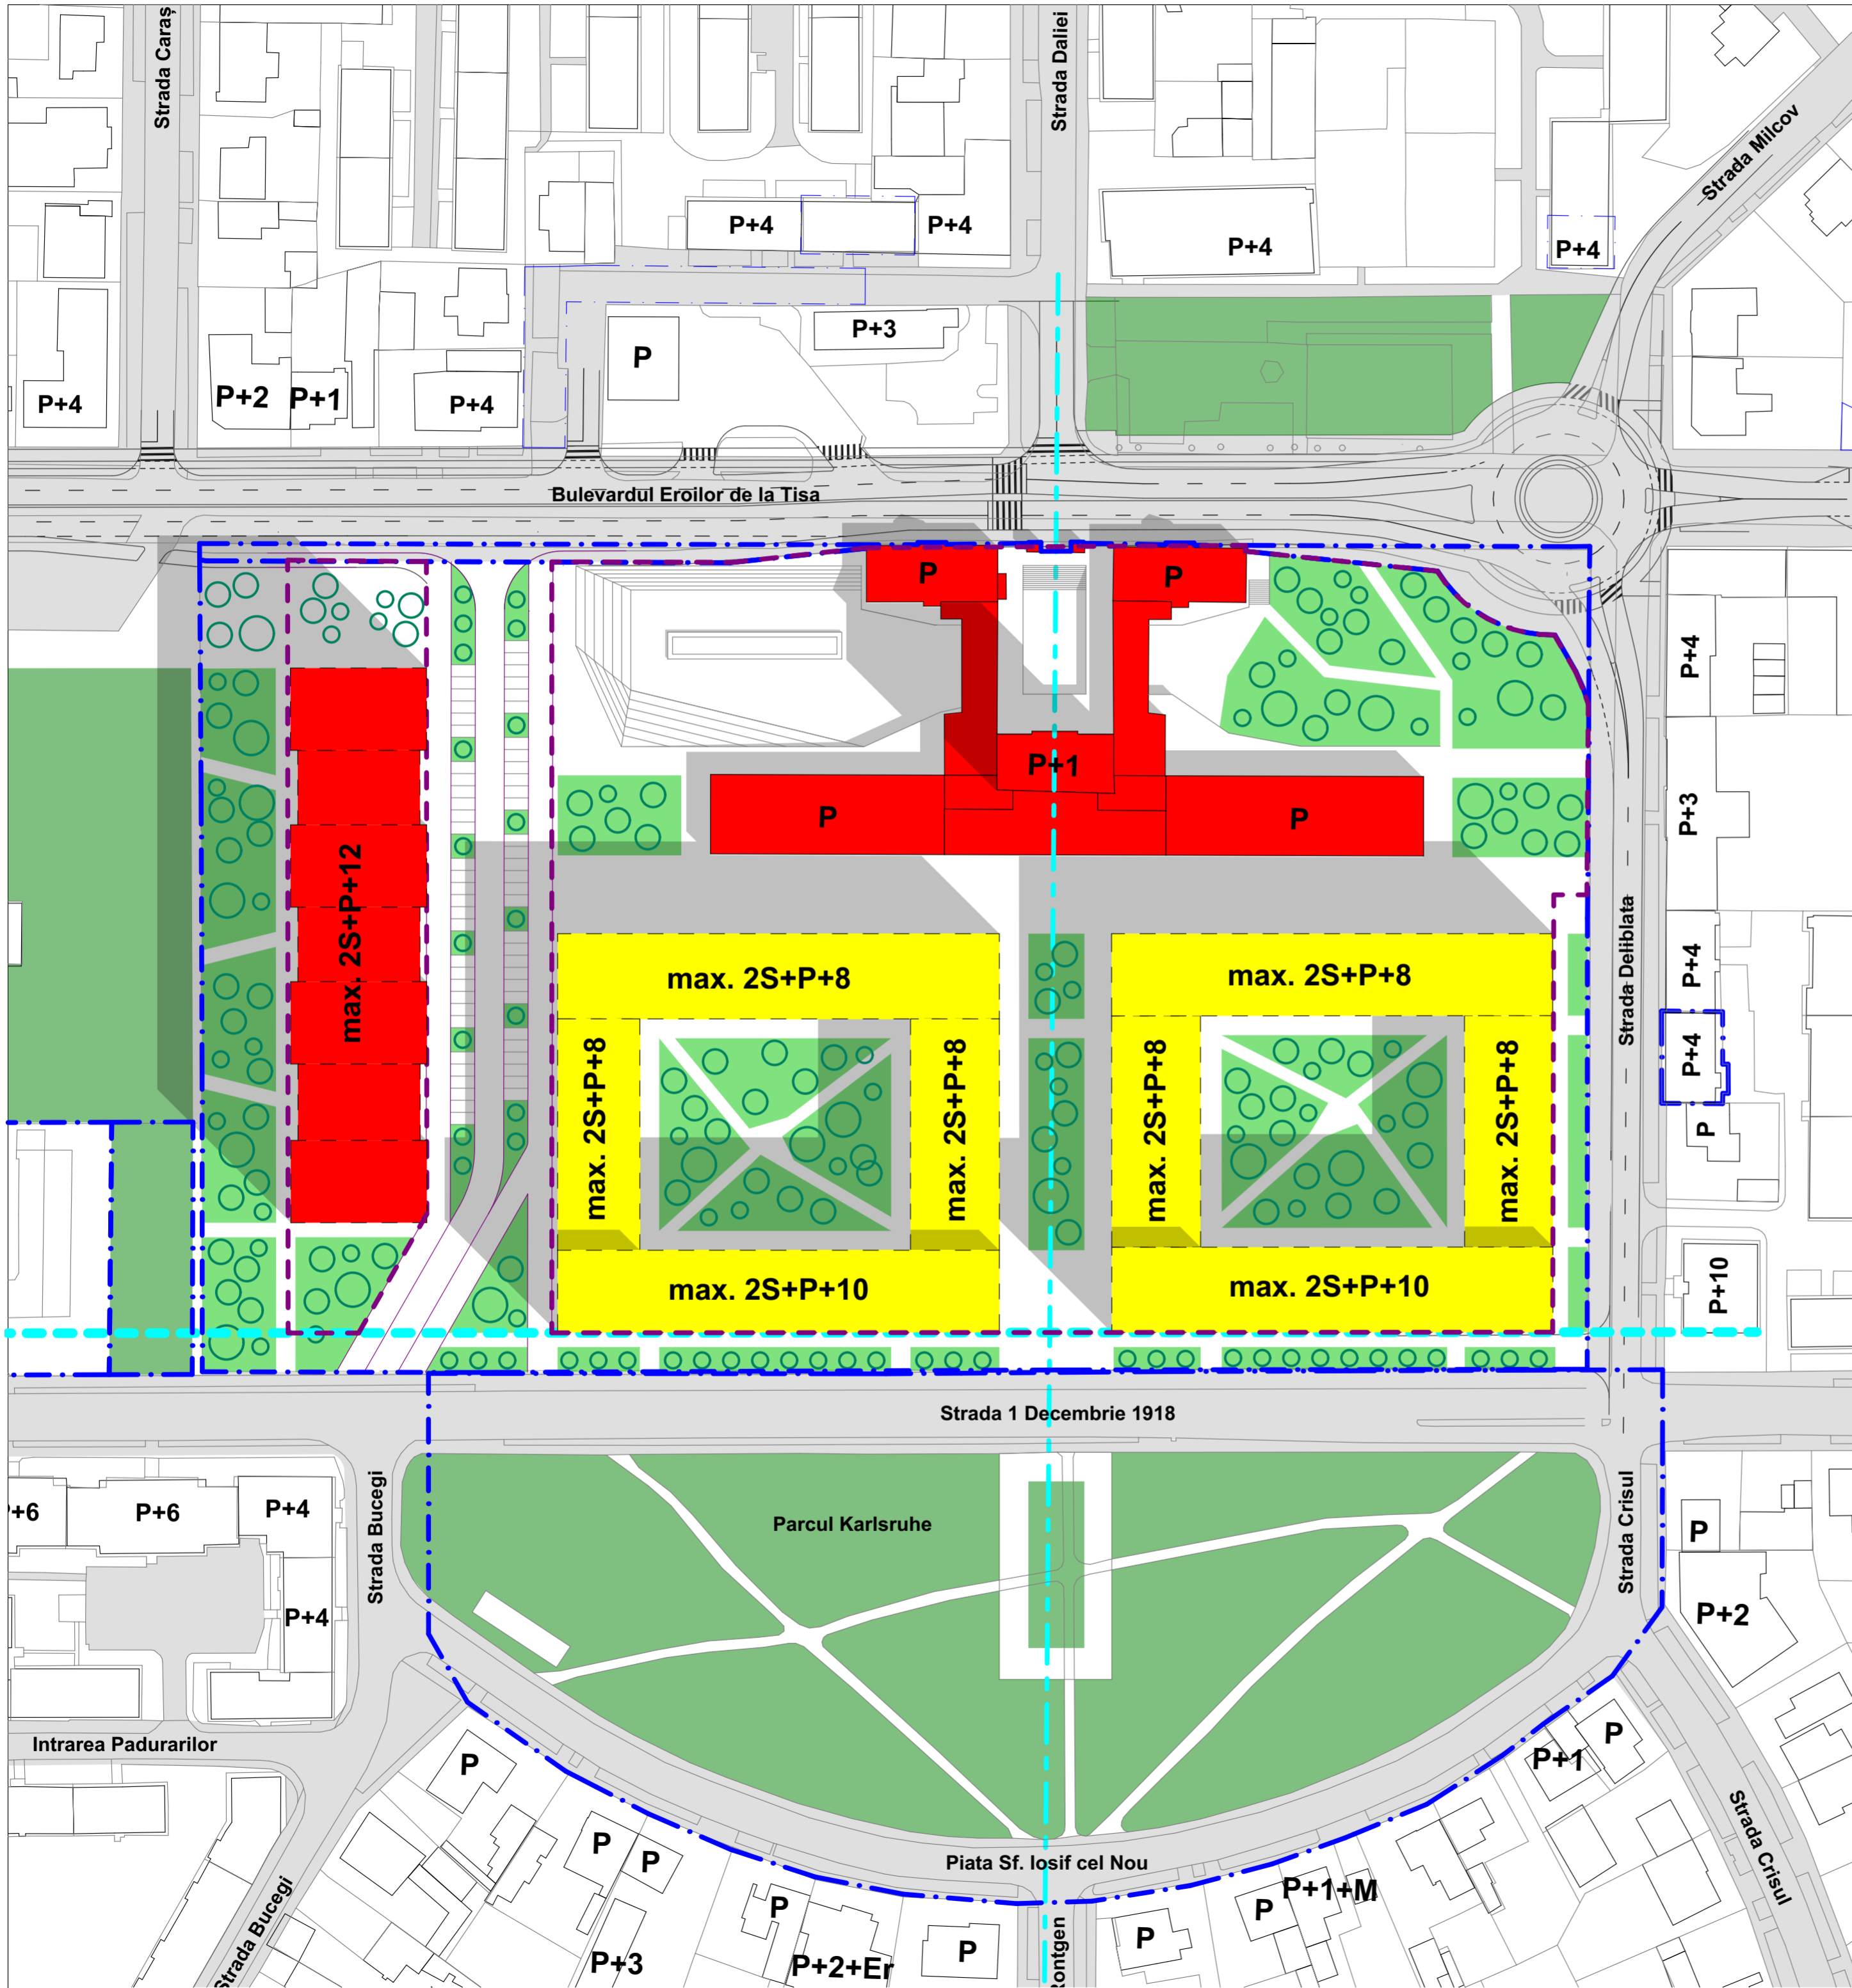 Strada Caraș
Strada Daliei
Strada Milcov
P+4
P+4
P+4
P+4
P+3
P
P+4
P+2
P+1
P+4
Bulevardul Eroilor de la Tisa
P
P
P+4
P+1
P
P
P+3
max. 2S+P+12
max. 2S+P+8
max. 2S+P+8
Strada Deliblata
P+4
P+4
max. 2S+P+8
max. 2S+P+8
max. 2S+P+8
max. 2S+P+8
P
max. 2S+P+10
max. 2S+P+10
P+10
Strada 1 Decembrie 1918
P+6
P+4
Strada Bucegi
Parcul Karlsruhe
Strada Crisul
P
P+4
P+2
Intrarea Padurarilor
P
P+1
P
Strada Crisul
P
P
Piata Sf. Iosif cel Nou
Strada Bucegi
P
P+1+M
P
P
P
P+3
P+2+Er